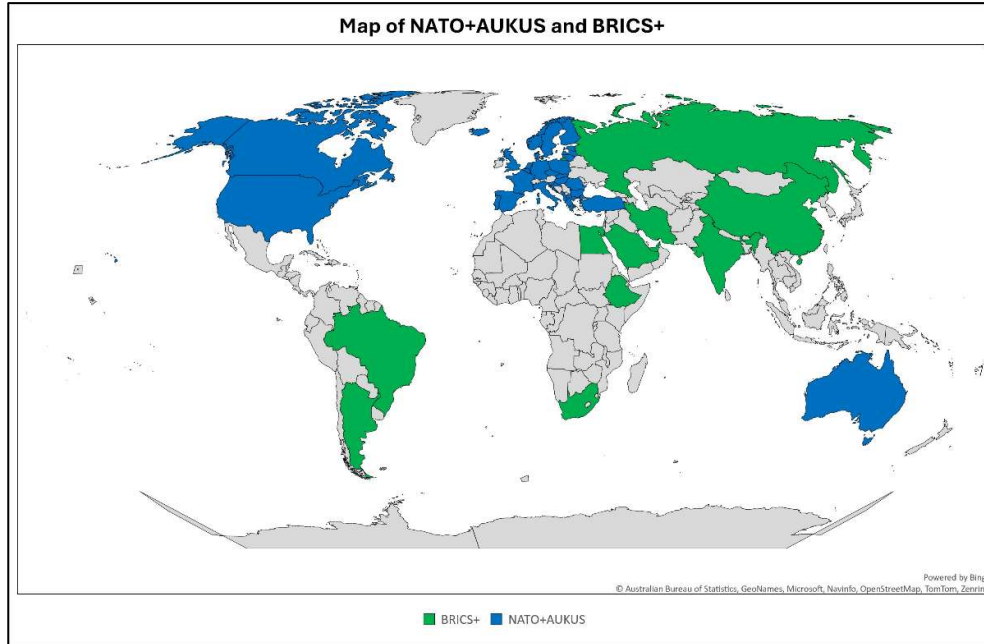 Map of NATO+AUKUS and BRICS+
Powered by Bing
© Australian Bureau of Statistics, GeoNames, Microsoft, Navinfo, OpenStreetMap, TomTom, Zenrin
BRICS+ NATO+AUKUS